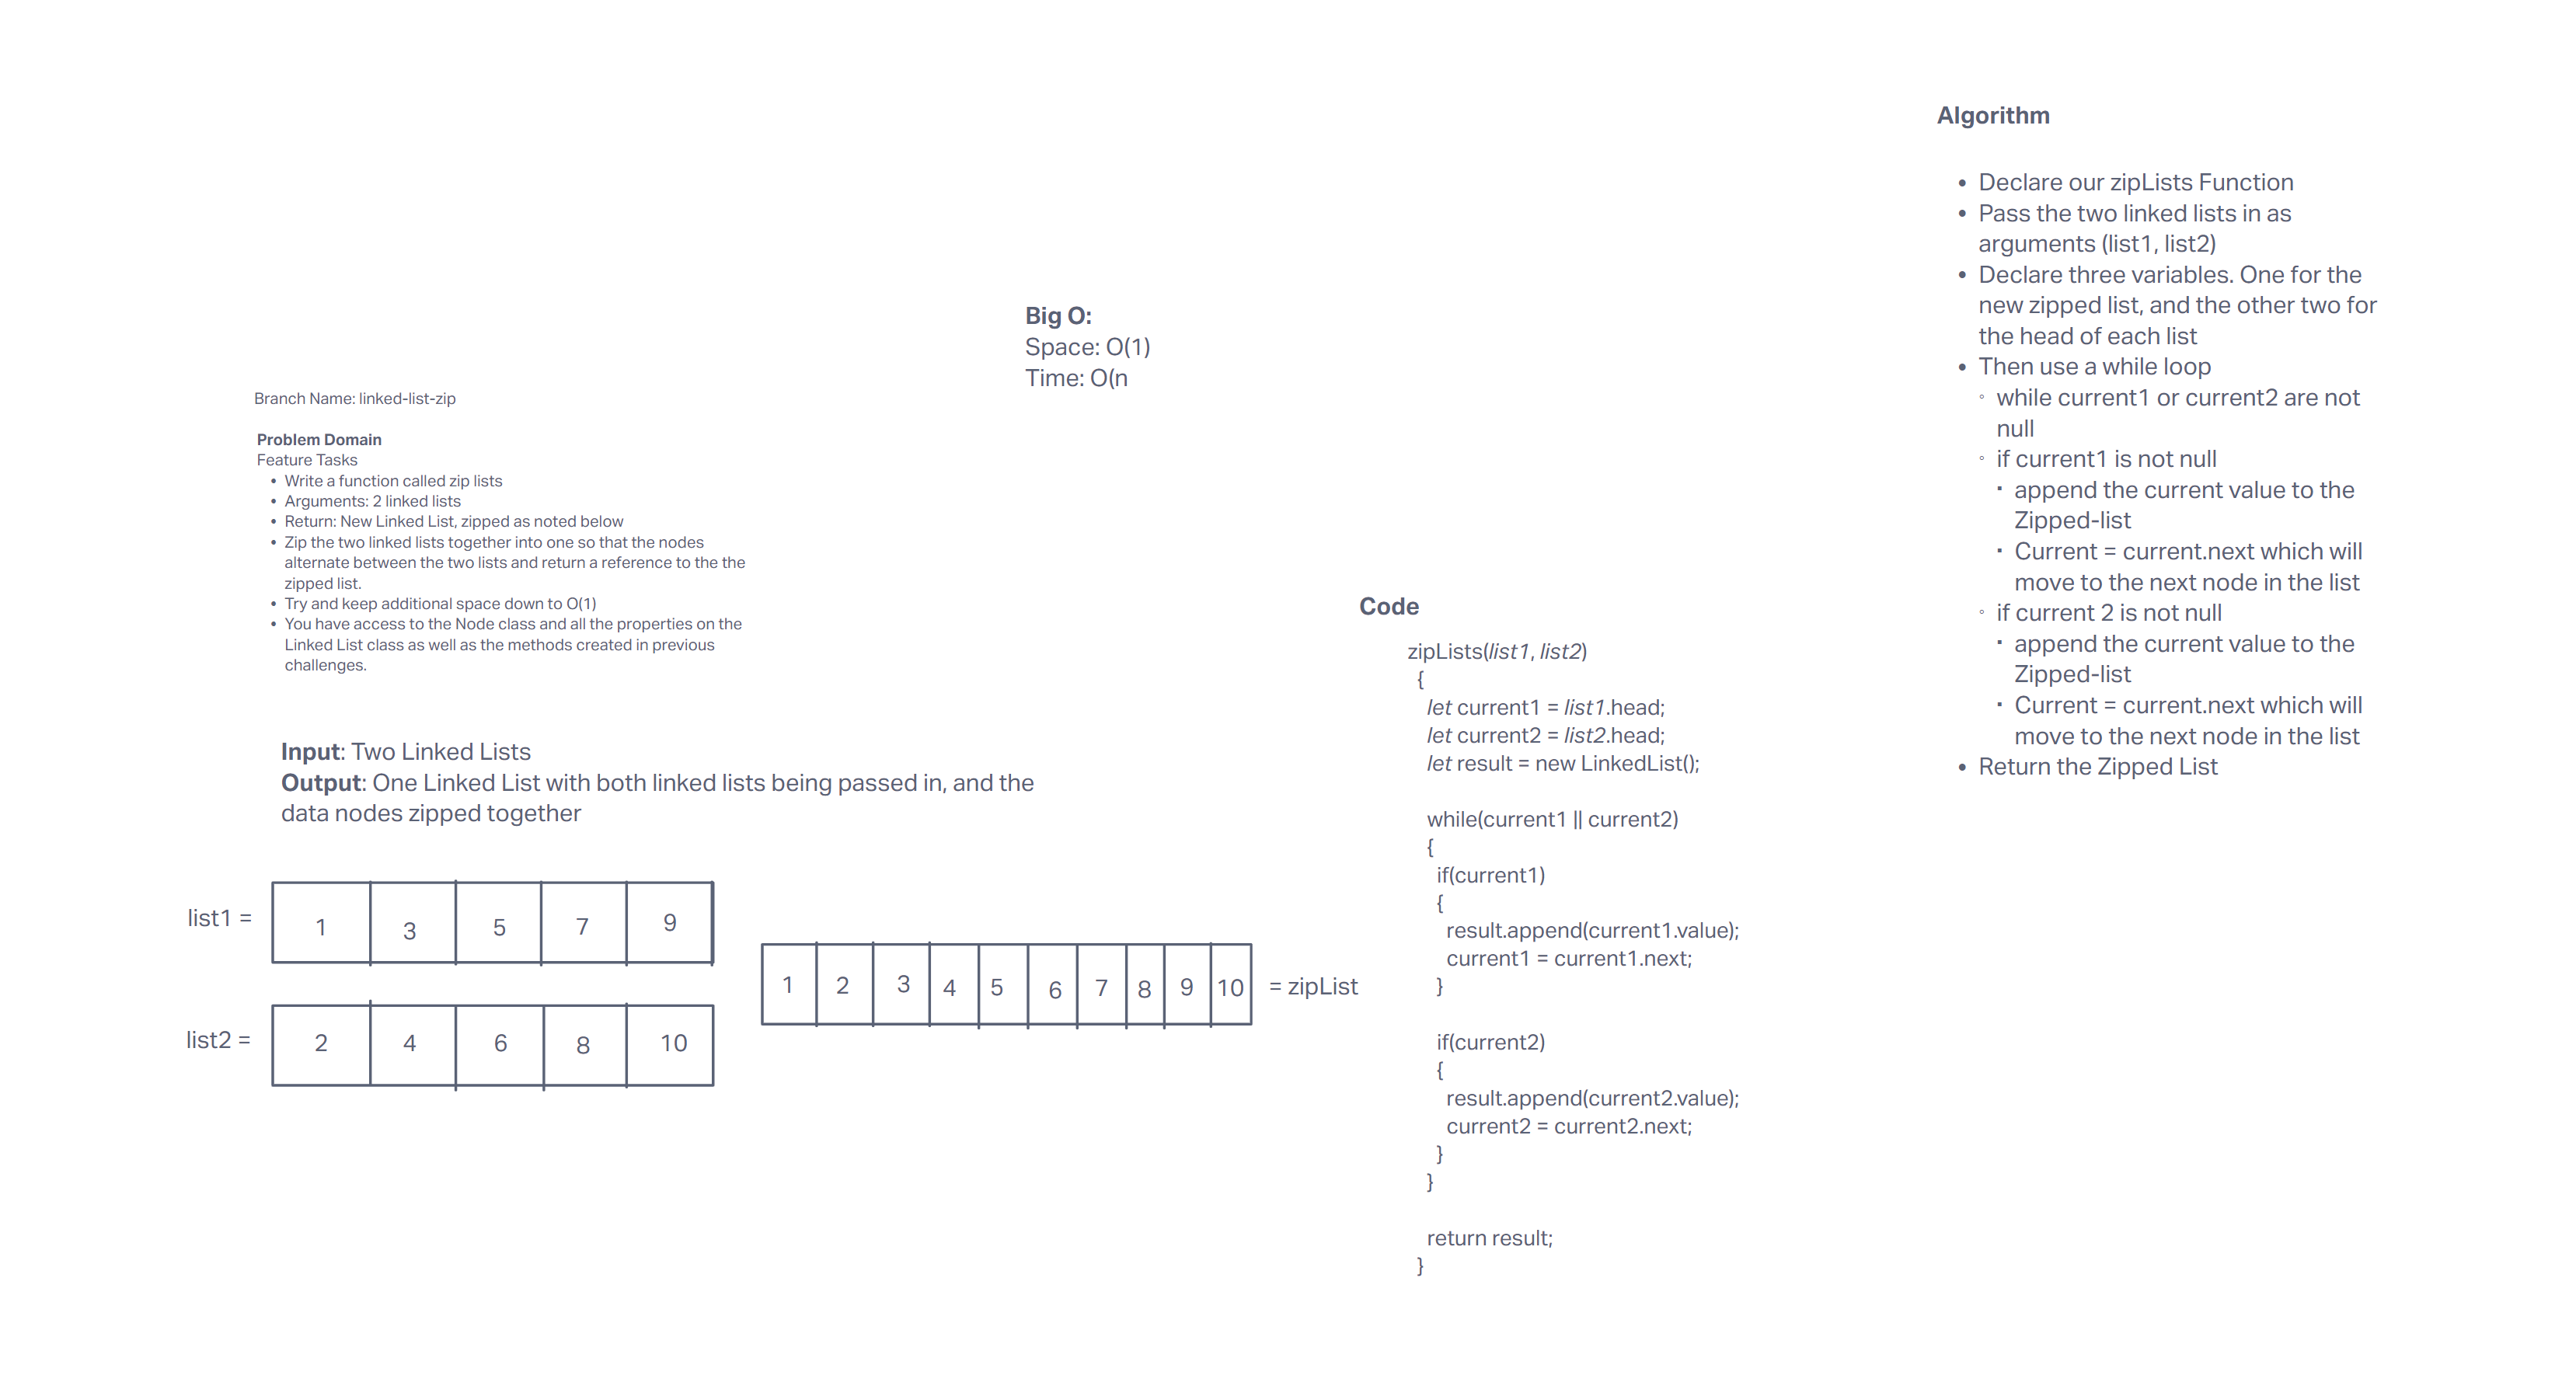 Branch Name: linked-list-zip
Problem Domain
Feature Tasks
• Write a function called zip lists
• Arguments: 2 linked lists
• Return: New Linked List, zipped as noted below
• Zip the two linked lists together into one so that the nodes
alternate between the two lists and return a reference to the the
zipped list.
• Try and keep additional space down to O(1)
• You have access to the Node class and all the properties on the
Linked List class as well as the methods created in previous
challenges.
Input: Two Linked Lists
Output: One Linked List with both linked lists being passed in, and the
data nodes zipped together
list1 = 1 3 5 7 9
list2 = 2 4 6 8 10
1 2 3 4 5 6 7 8 9 10 = zipList
Big O:
Space: O(1)
Time: O(n
Code
zipLists(list1, list2)
{
let current1 = list1.head;
let current2 = list2.head;
let result = new LinkedList();
while(current1 || current2)
{
if(current1)
{
result.append(current1.value);
current1 = current1.next;
}
if(current2)
{
result.append(current2.value);
current2 = current2.next;
}
}
return result;
}
Algorithm
• Declare our zipLists Function
• Pass the two linked lists in as
arguments (list1, list2)
• Declare three variables. One for the
new zipped list, and the other two for
the head of each list
• Then use a while loop
◦ while current1 or current2 are not
null
◦ if current1 is not null
▪ append the current value to the
Zipped-list
▪ Current = current.next which will
move to the next node in the list
◦ if current 2 is not null
▪ append the current value to the
Zipped-list
▪ Current = current.next which will
move to the next node in the list
• Return the Zipped List